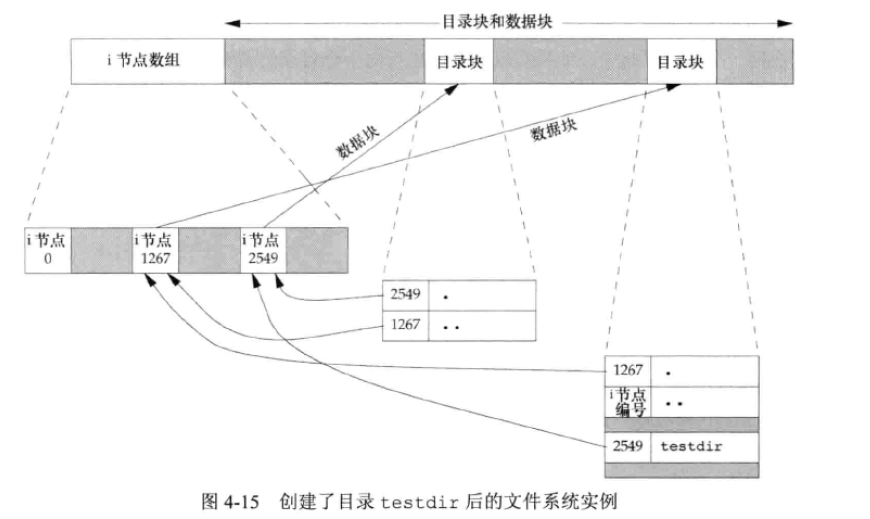 目录块和数据块
i 节点数组
目录块
目录块
数据块
数据块
i 节点
0
i 节点
1267
i 节点
2549
2549 .
1267 ..
1267 .
i 节点
编号 ..
2549 testdir
图 4-15 创建了目录 testdir 后的文件系统实例